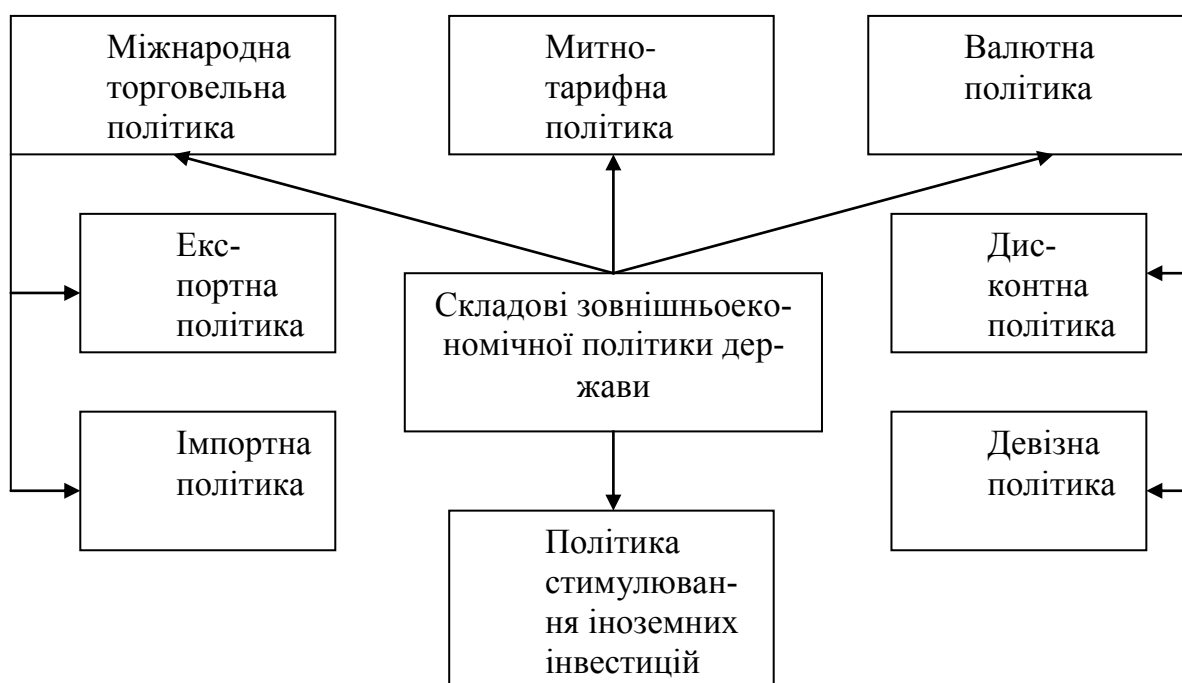 Міжнародна
торговельна
політика
Митно-
тарифна
політика
Валютна
політика
Екс-
портна
політика
Складові зовнішньоеко-
номічної політики дер-
жави
Дис-
контна
політика
Імпортна
політика
Девізна
політика
Політика
стимулюван-
ня іноземних
інвестицій